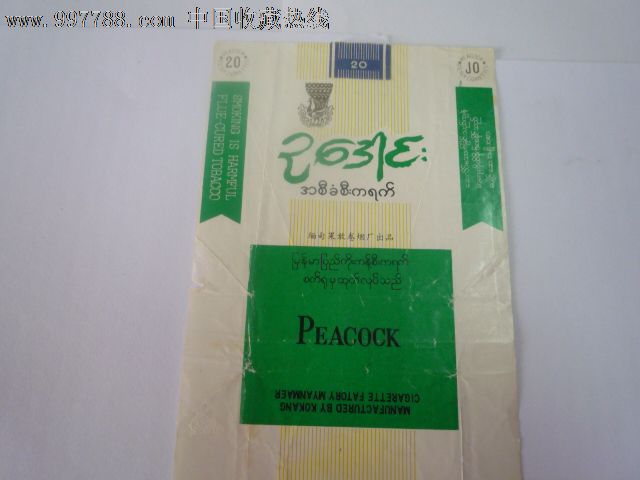 www.997788.com 中国收藏热线
20
20
JO
SMOKING IS HARMFUL
FLUE-CURED TOBACCO
ဥဒေါင်း
အစီခံစီးကရက်
缅甸果敢卷烟厂出品
မြန်မာပြည်ကိုးကန့်စီးကရက်
စက်ရုံမှထုတ်လုပ်သည်
PEACOCK
MANUFACTURED BY KOKANG
CIGARETTE FATORY MYANMAER